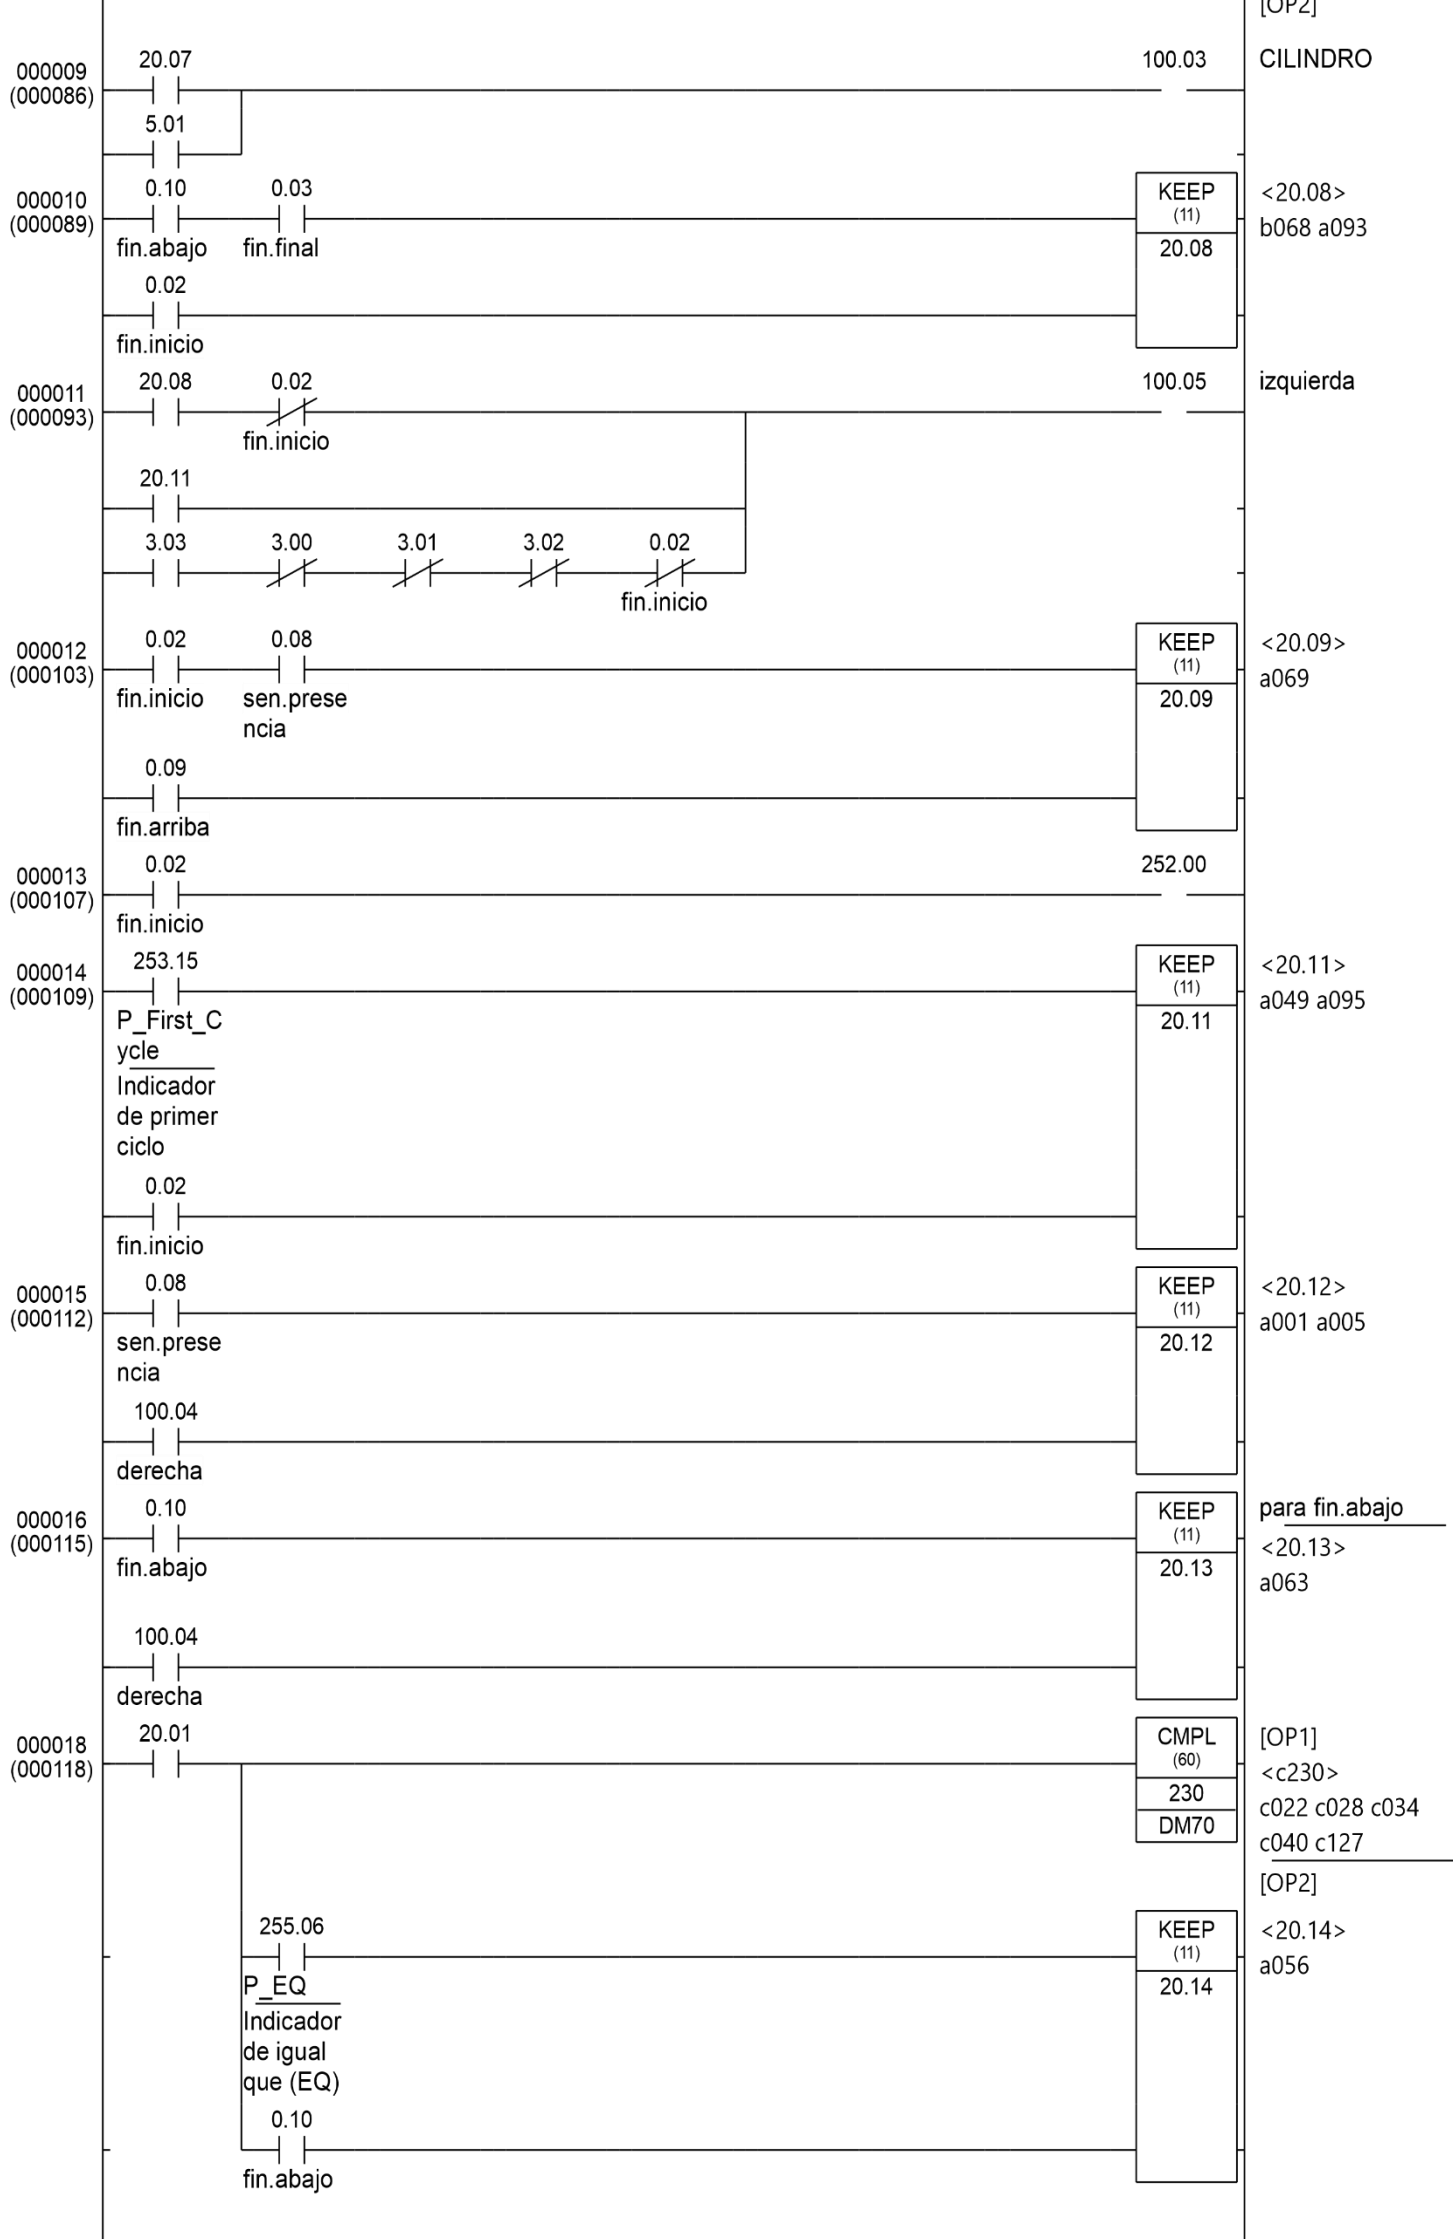 [OP2]
20.07 100.03 CILINDRO
000009
(000086)
5.01
0.10 0.03 KEEP <20.08>
000010 (11)
(000089) b068 a093
fin.abajo fin.final 20.08
0.02
fin.inicio
20.08 0.02 100.05 izquierda
000011
(000093)
fin.inicio
20.11
3.03 3.00 3.01 3.02 0.02
fin.inicio
0.02 0.08 KEEP <20.09>
000012 (11)
(000103) a069
fin.inicio sen.prese 20.09
ncia
0.09
fin.arriba
0.02 252.00
000013
(000107)
fin.inicio
253.15 KEEP <20.11>
000014 (11)
(000109) a049 a095
P_First_C 20.11
ycle
Indicador
de primer
ciclo
0.02
fin.inicio
0.08 KEEP <20.12>
000015 (11)
(000112) a001 a005
sen.prese 20.12
ncia
100.04
derecha
0.10 KEEP para fin.abajo
000016 (11)
(000115) <20.13>
fin.abajo 20.13 a063
100.04
derecha
20.01 CMPL [OP1]
000018 (60)
(000118) <c230>
230 c022 c028 c034
DM70 c040 c127
[OP2]
255.06 KEEP <20.14>
(11) a056
P_EQ 20.14
Indicador
de igual
que (EQ)
0.10
fin.abajo